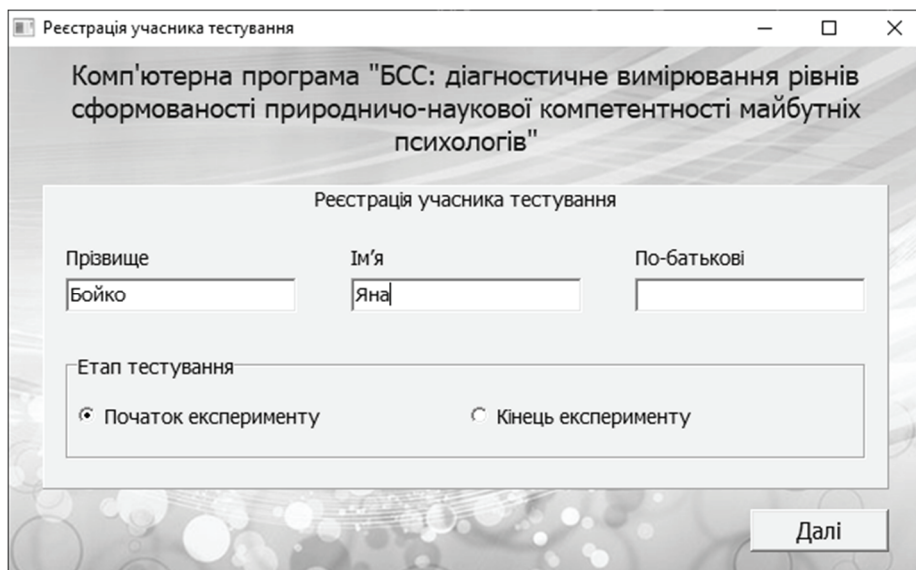 Реєстрація учасника тестування
Комп'ютерна програма "БСС: діагностичне вимірювання рівнів
сформованості природничо-наукової компетентності майбутніх
психологів"
Реєстрація учасника тестування
Прізвище Ім'я По-батькові
Бойко Яна
Етап тестування
Початок експерименту Кінець експерименту
Далі